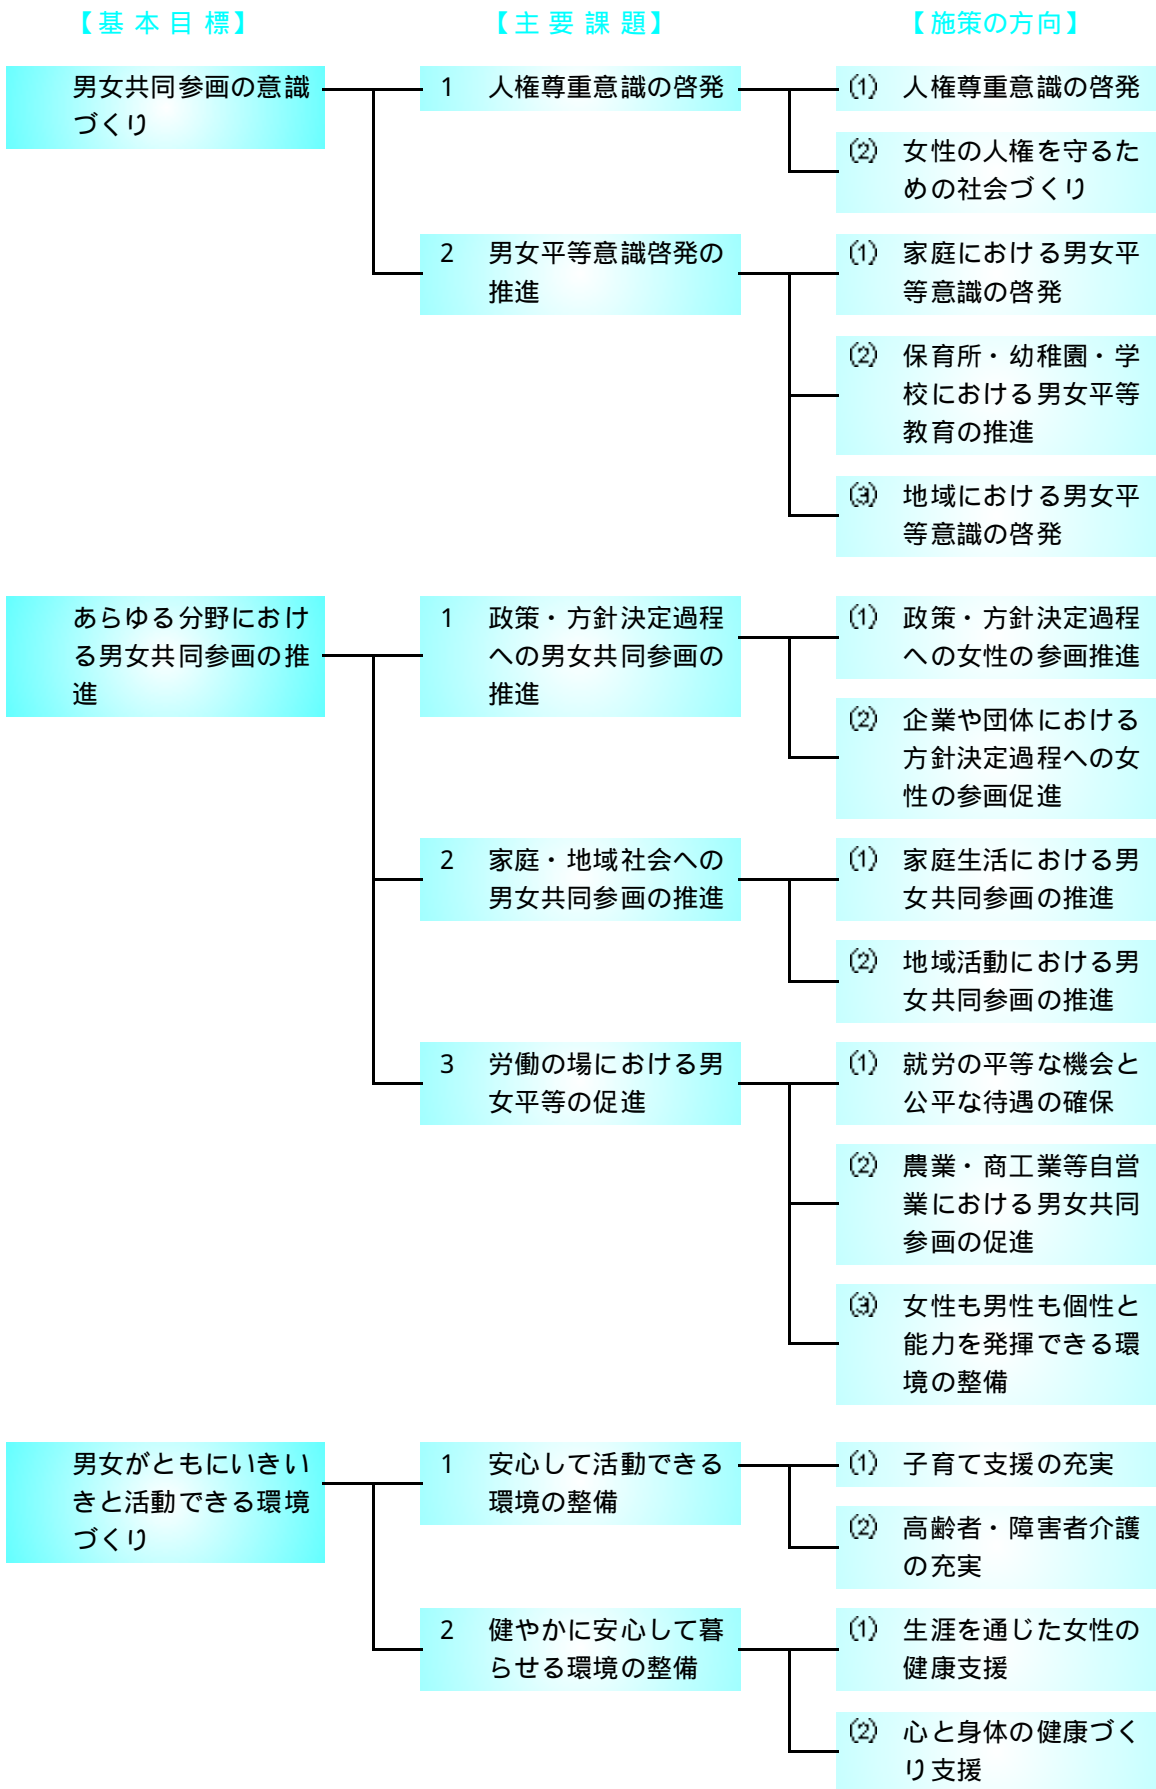 【基本目標】
【主要課題】
【施策の方向】
男女共同参画の意識
づくり
1 人権尊重意識の啓発
(1) 人権尊重意識の啓発
(2) 女性の人権を守るた
めの社会づくり
2 男女平等意識啓発の
推進
(1) 家庭における男女平
等意識の啓発
(2) 保育所・幼稚園・学
校における男女平等
教育の推進
(3) 地域における男女平
等意識の啓発
あらゆる分野におけ
る男女共同参画の推
進
1 政策・方針決定過程
への男女共同参画の
推進
(1) 政策・方針決定過程
への女性の参画推進
(2) 企業や団体における
方針決定過程への女
性の参画促進
2 家庭・地域社会への
男女共同参画の推進
(1) 家庭生活における男
女共同参画の推進
(2) 地域活動における男
女共同参画の推進
3 労働の場における男
女平等の促進
(1) 就労の平等な機会と
公平な待遇の確保
(2) 農業・商工業等自営
業における男女共同
参画の促進
(3) 女性も男性も個性と
能力を発揮できる環
境の整備
男女がともにいきい
きと活動できる環境
づくり
1 安心して活動できる
環境の整備
(1) 子育て支援の充実
(2) 高齢者・障害者介護
の充実
2 健やかに安心して暮
らせる環境の整備
(1) 生涯を通じた女性の
健康支援
(2) 心と身体の健康づく
り支援